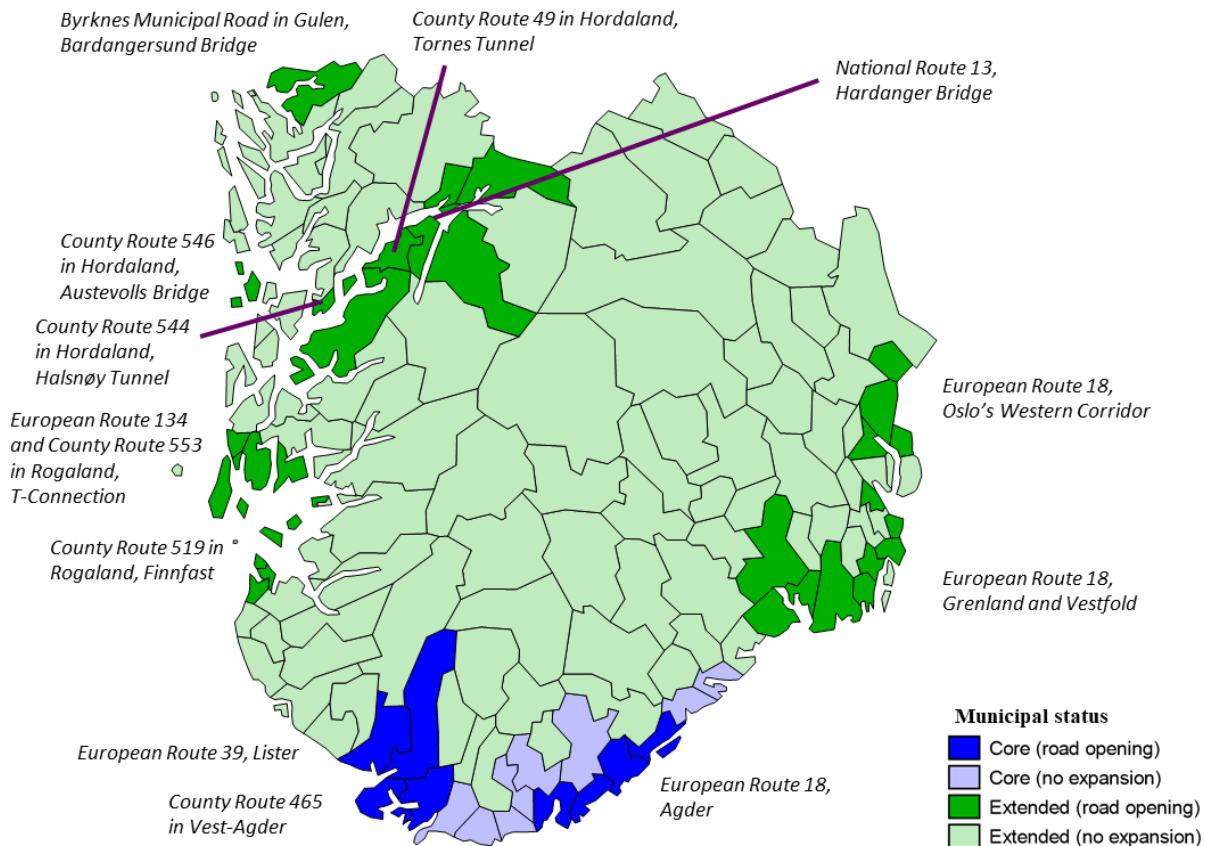 Byrknes Municipal Road in Gulen,
Bardangersund Bridge
County Route 49 in Hordaland,
Tornes Tunnel
National Route 13,
Hardanger Bridge
County Route 546
in Hordaland,
Austevolls Bridge
County Route 544
in Hordaland,
Halsnøy Tunnel
European Route 18,
Oslo's Western Corridor
European Route 134
and County Route 553
in Rogaland,
T-Connection
County Route 519 in
Rogaland, Finnfast
European Route 18,
Grenland and Vestfold
European Route 39, Lister
County Route 465
in Vest-Agder
European Route 18,
Agder
Municipal status
Core (road opening)
Core (no expansion)
Extended (road opening)
Extended (no expansion)